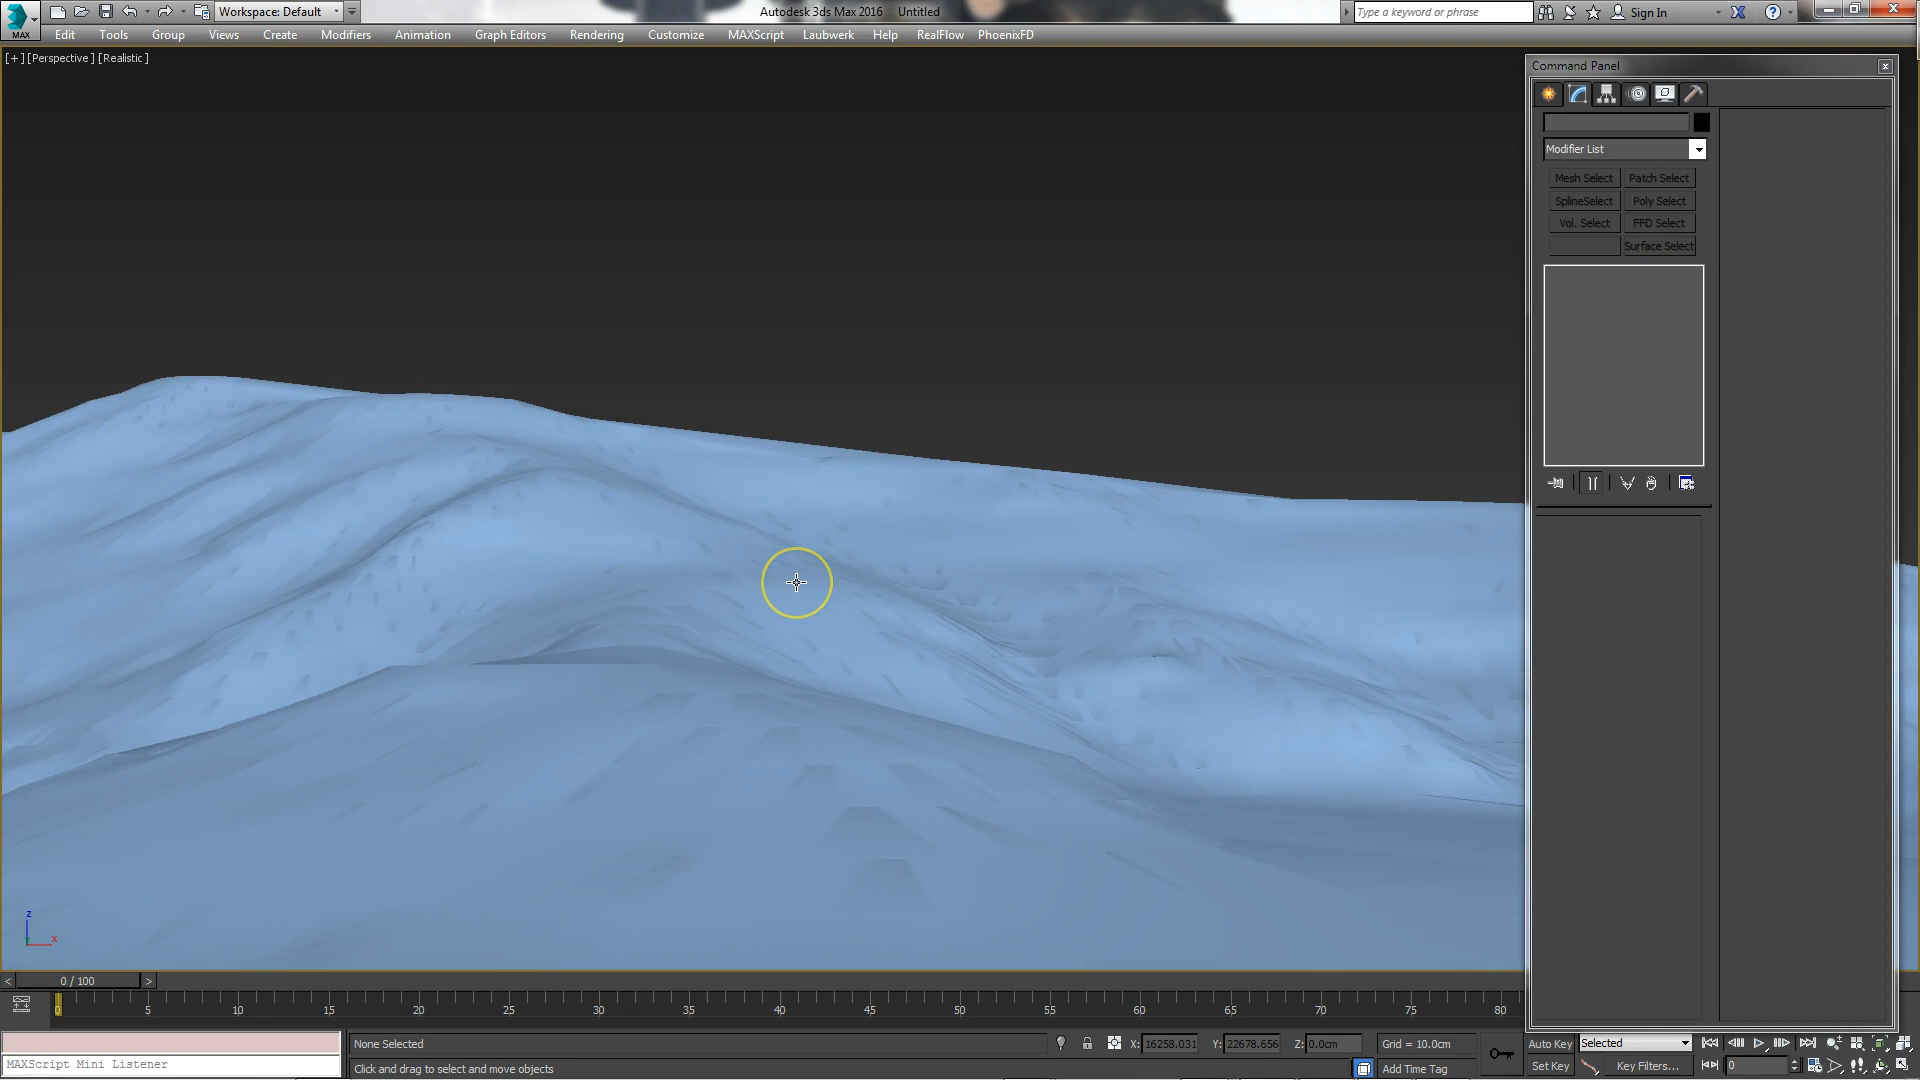 Workspace: Default
Autodesk 3ds Max 2016 Untitled
Type a keyword or phrase
Sign In
MAX
Edit Tools Group Views Create Modifiers Animation Graph Editors Rendering Customize MAXScript Laubwerk Help RealFlow PhoenixFD
[+] [Perspective ] [Realistic ]
Command Panel
Modifier List
Mesh Select Patch Select
SplineSelect Poly Select
Vol. Select FFD Select
Surface Select
z
x
< 0 / 100 >
0 5 10 15 20 25 30 35 40 45 50 55 60 65 70 75 80
None Selected
X: 16258.031 Y: 22678.656 Z: 0.0cm
Grid = 10.0cm
Auto Key Selected
MAXScript Mini Listener
Click and drag to select and move objects
Add Time Tag
Set Key Key Filters... 0